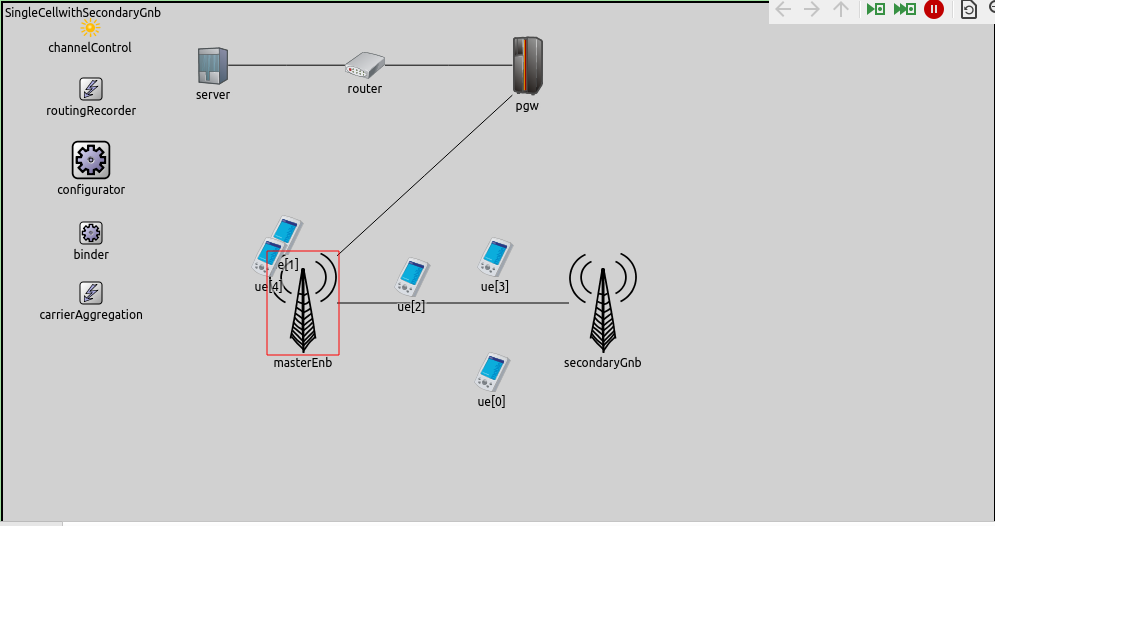 SingleCellwithSecondaryGnb
channelControl
server
router
pgw
routingRecorder
configurator
binder
carrierAggregation
e[1]
ue[4]
ue[2]
ue[3]
masterEnb
secondaryGnb
ue[0]